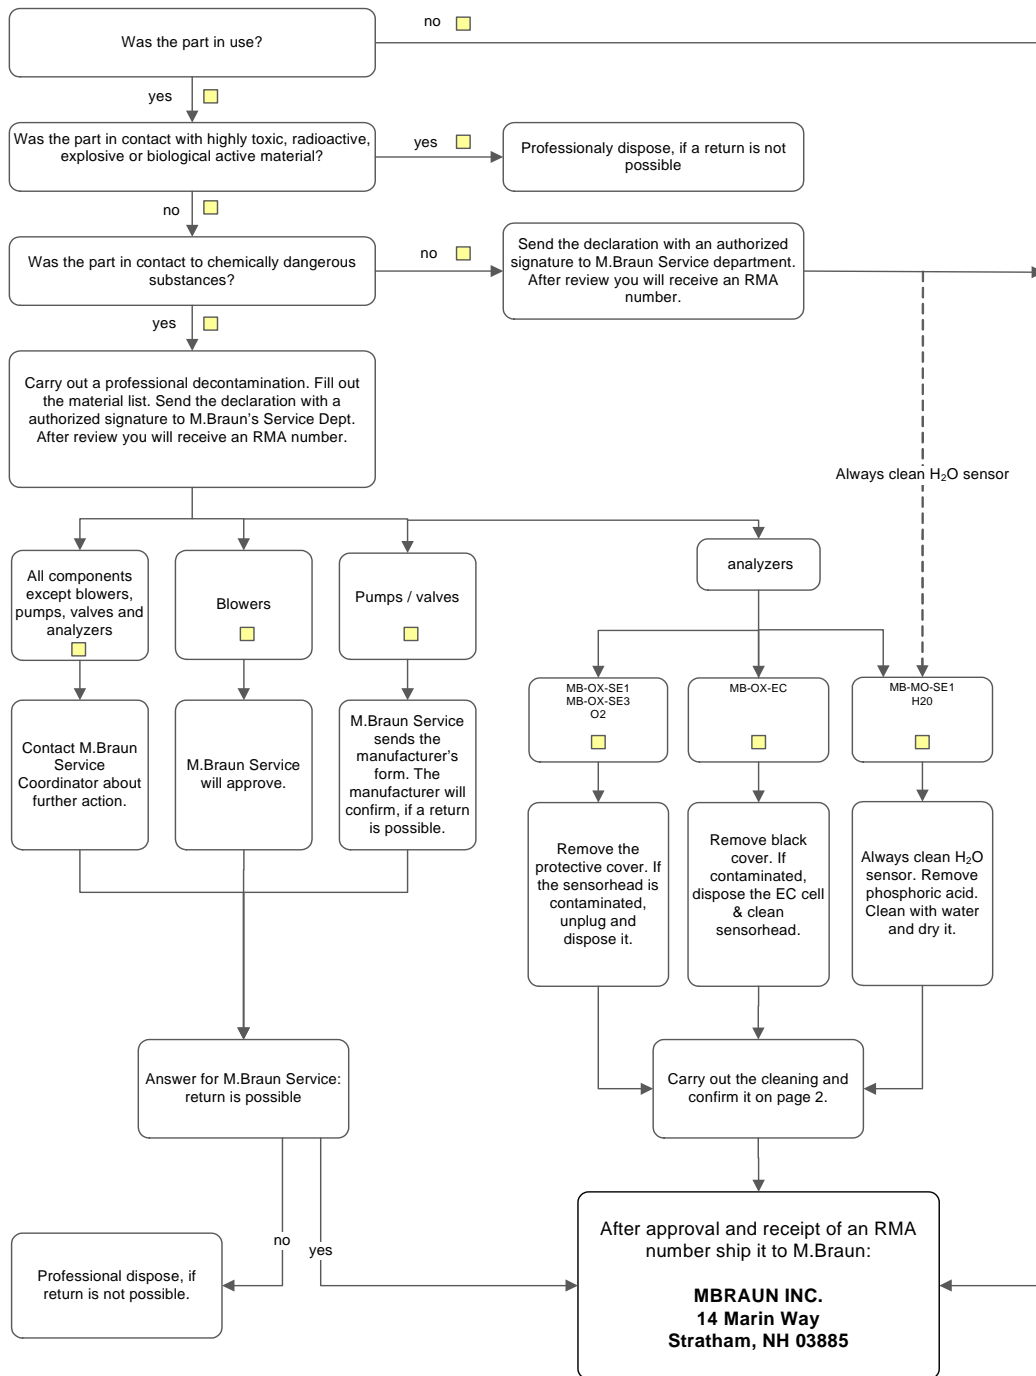 Was the part in use?
no
yes
Was the part in contact with highly toxic, radioactive,
explosive or biological active material?
yes
Professionaly dispose, if a return is not
possible
no
Was the part in contact to chemically dangerous
substances?
no
Send the declaration with an authorized
signature to M.Braun Service department.
After review you will receive an RMA
number.
yes
Carry out a professional decontamination. Fill out
the material list. Send the declaration with a
authorized signature to M.Braun's Service Dept.
After review you will receive an RMA number.
Always clean H₂O sensor
All components
except blowers,
pumps, valves and
analyzers
Blowers
Pumps / valves
analyzers
MB-OX-SE1
MB-OX-SE3
O2
MB-OX-EC
MB-MO-SE1
H20
Contact M.Braun
Service
Coordinator about
further action.
M.Braun Service
will approve.
M.Braun Service
sends the
manufacturer's
form. The
manufacturer will
confirm, if a return
is possible.
Remove the
protective cover. If
the sensorhead is
contaminated,
unplug and
dispose it.
Remove black
cover. If
contaminated,
dispose the EC cell
& clean
sensorhead.
Always clean H₂O
sensor. Remove
phosphoric acid.
Clean with water
and dry it.
Answer for M.Braun Service:
return is possible
Carry out the cleaning and
confirm it on page 2.
no
yes
Professional dispose, if
return is not possible.
After approval and receipt of an RMA
number ship it to M.Braun:
MBRAUN INC.
14 Marin Way
Stratham, NH 03885